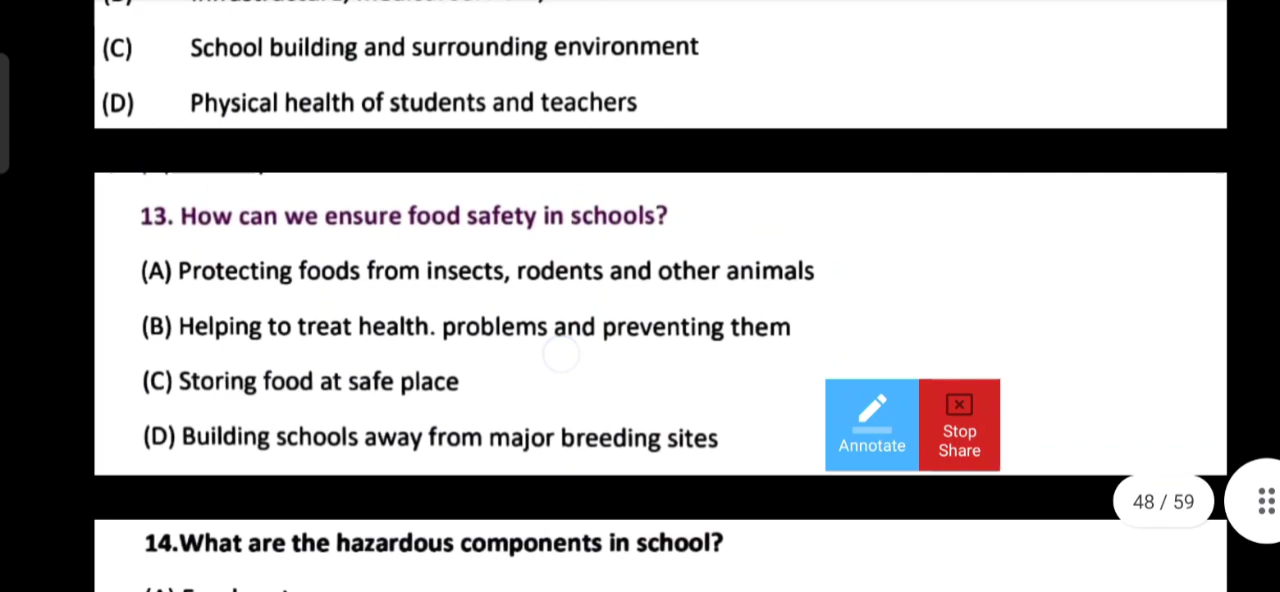 (C) School building and surrounding environment
(D) Physical health of students and teachers
13. How can we ensure food safety in schools?
(A) Protecting foods from insects, rodents and other animals
(B) Helping to treat health. problems and preventing them
(C) Storing food at safe place
(D) Building schools away from major breeding sites
Annotate
Stop
Share
48 / 59
14.What are the hazardous components in school?